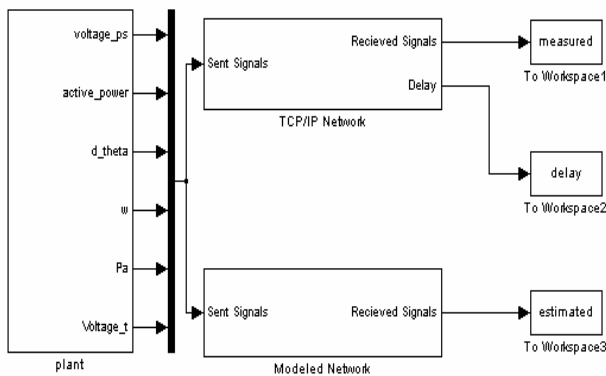 voltage_ps
active_power
d_theta
w
Pa
Voltage_t
plant
Sent Signals
Recieved Signals
Delay
TCP/IP Network
measured
To Workspace1
delay
To Workspace2
Sent Signals
Recieved Signals
Modeled Network
estimated
To Workspace3